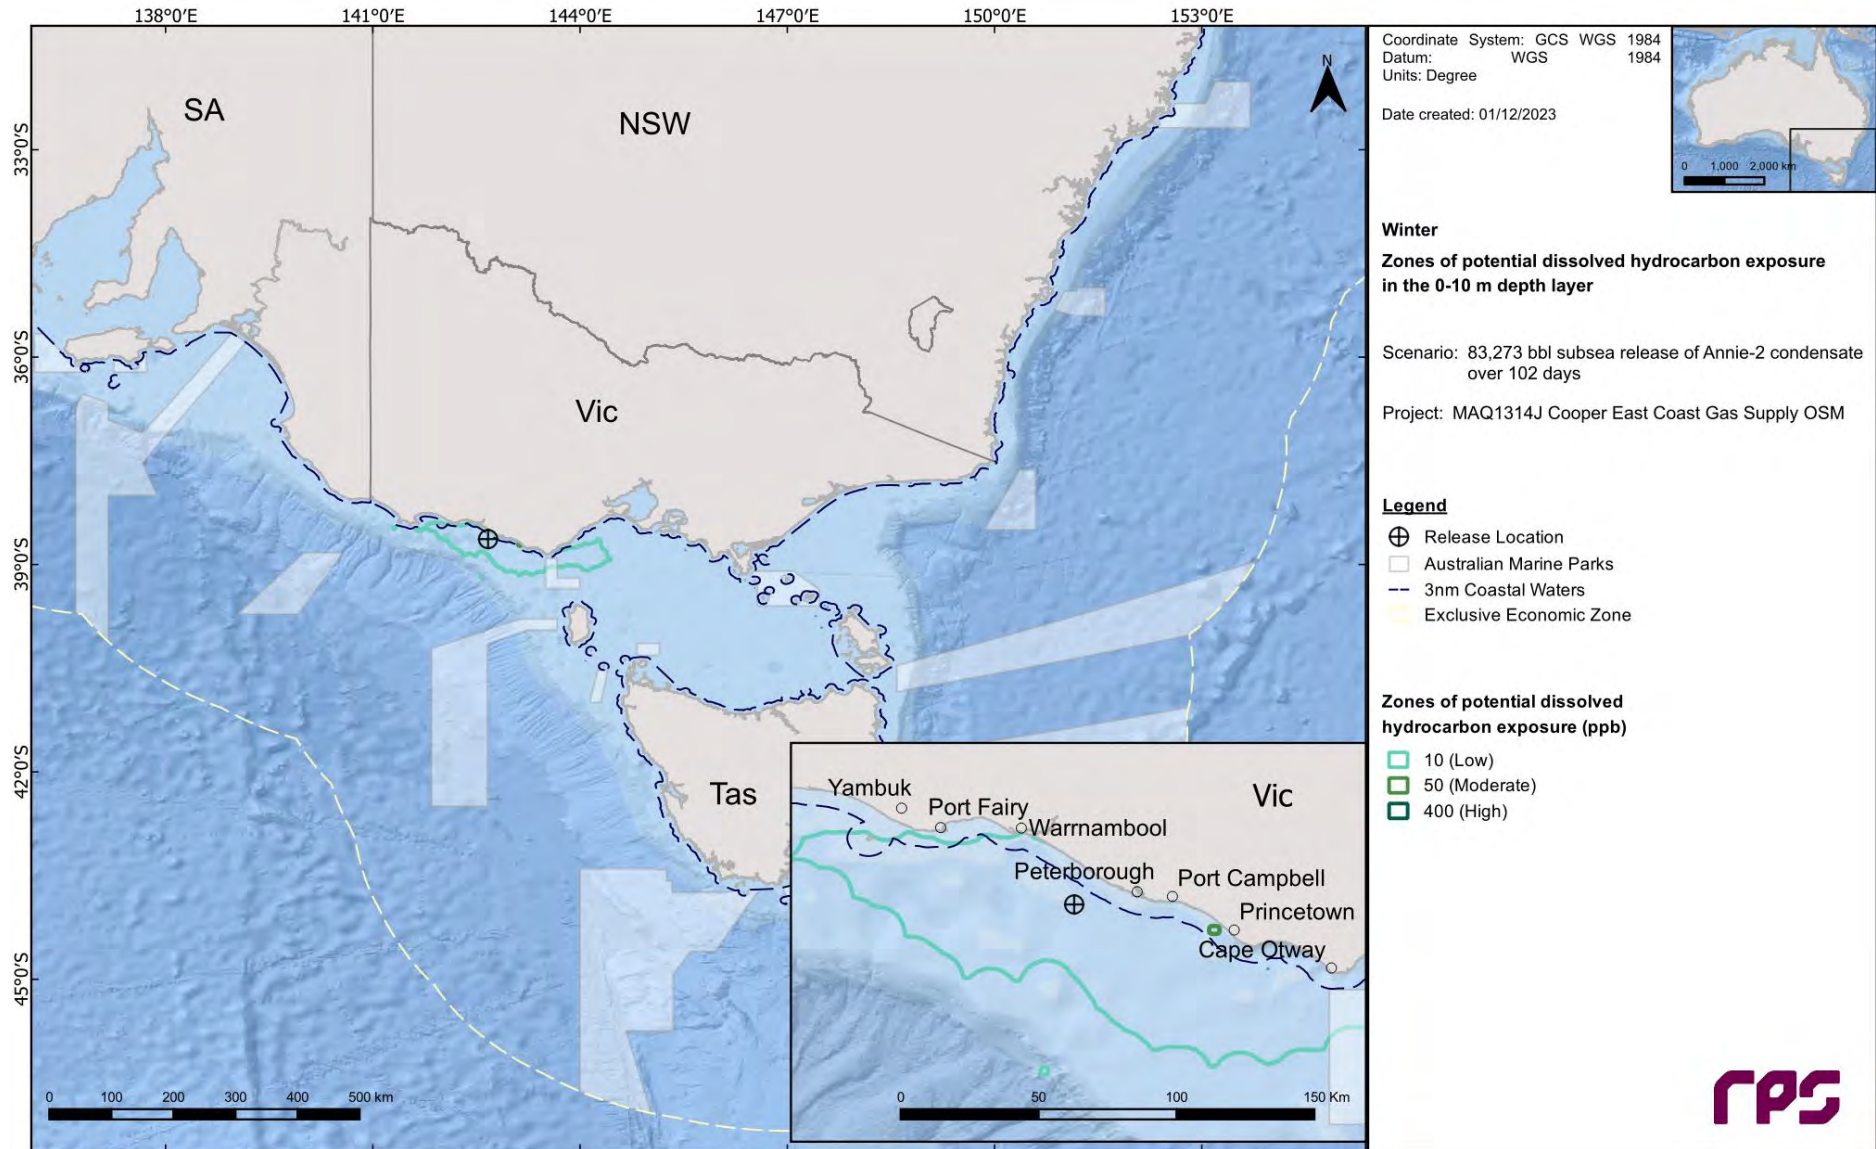 138°0'E 141°0'E 144°0'E 147°0'E 150°0'E 153°0'E
33°0'S
36°0'S
39°0'S
42°0'S
45°0'S
SA
NSW
Vic
Tas
N
0 100 200 300 400 500 km
Yambuk
Port Fairy
Vic
Warrnambool
Peterborough
Port Campbell
Princetown
Cape Otway
0 50 100 150 Km
Coordinate System: GCS WGS 1984
Datum: WGS 1984
Units: Degree
Date created: 01/12/2023
0 1,000 2,000 km
Winter
Zones of potential dissolved hydrocarbon exposure
in the 0-10 m depth layer
Scenario: 83,273 bbl subsea release of Annie-2 condensate
over 102 days
Project: MAQ1314J Cooper East Coast Gas Supply OSM
Legend
Release Location
Australian Marine Parks
3nm Coastal Waters
Exclusive Economic Zone
Zones of potential dissolved
hydrocarbon exposure (ppb)
10 (Low)
50 (Moderate)
400 (High)
rps